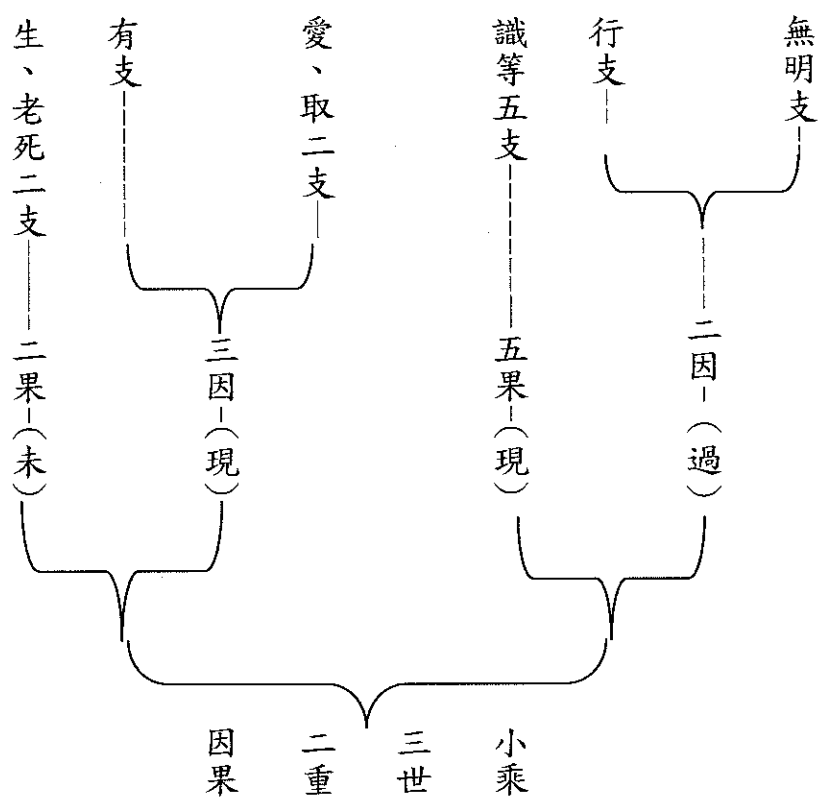 無明支
行支
二因（過）
識等五支
五果（現）
愛、取二支
有支
三因（現）
生、老死二支
二果（未）
小乘
三世
二重
因果